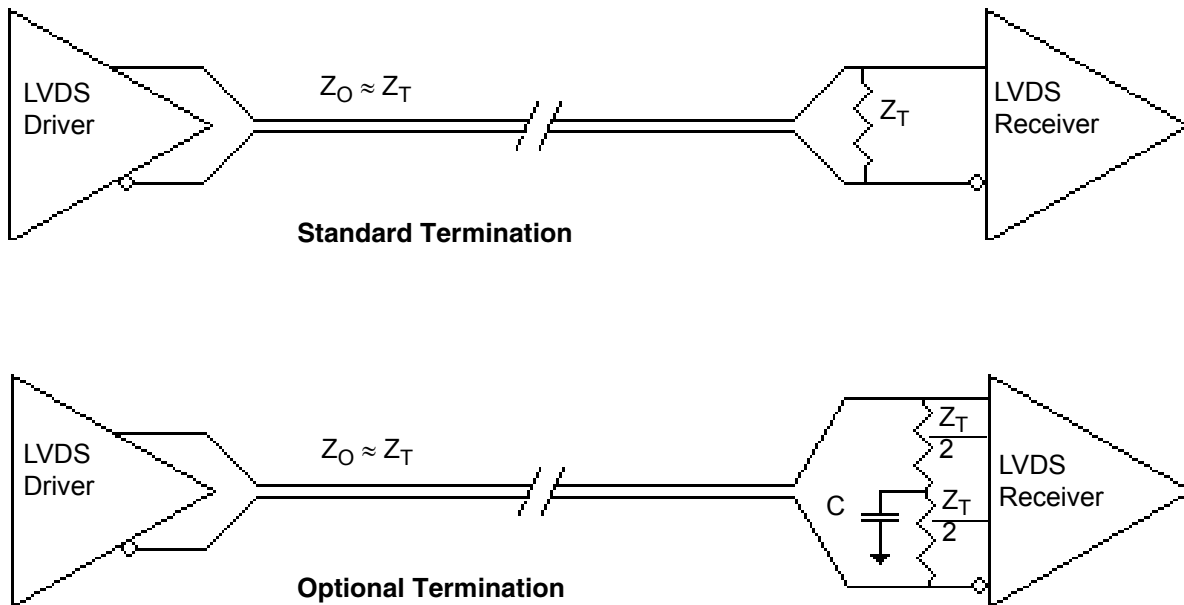 LVDS
Driver
Z_O ≈ Z_T
Z_T
LVDS
Receiver
Standard Termination
LVDS
Driver
Z_O ≈ Z_T
Z_T
2
C
Z_T
2
LVDS
Receiver
Optional Termination